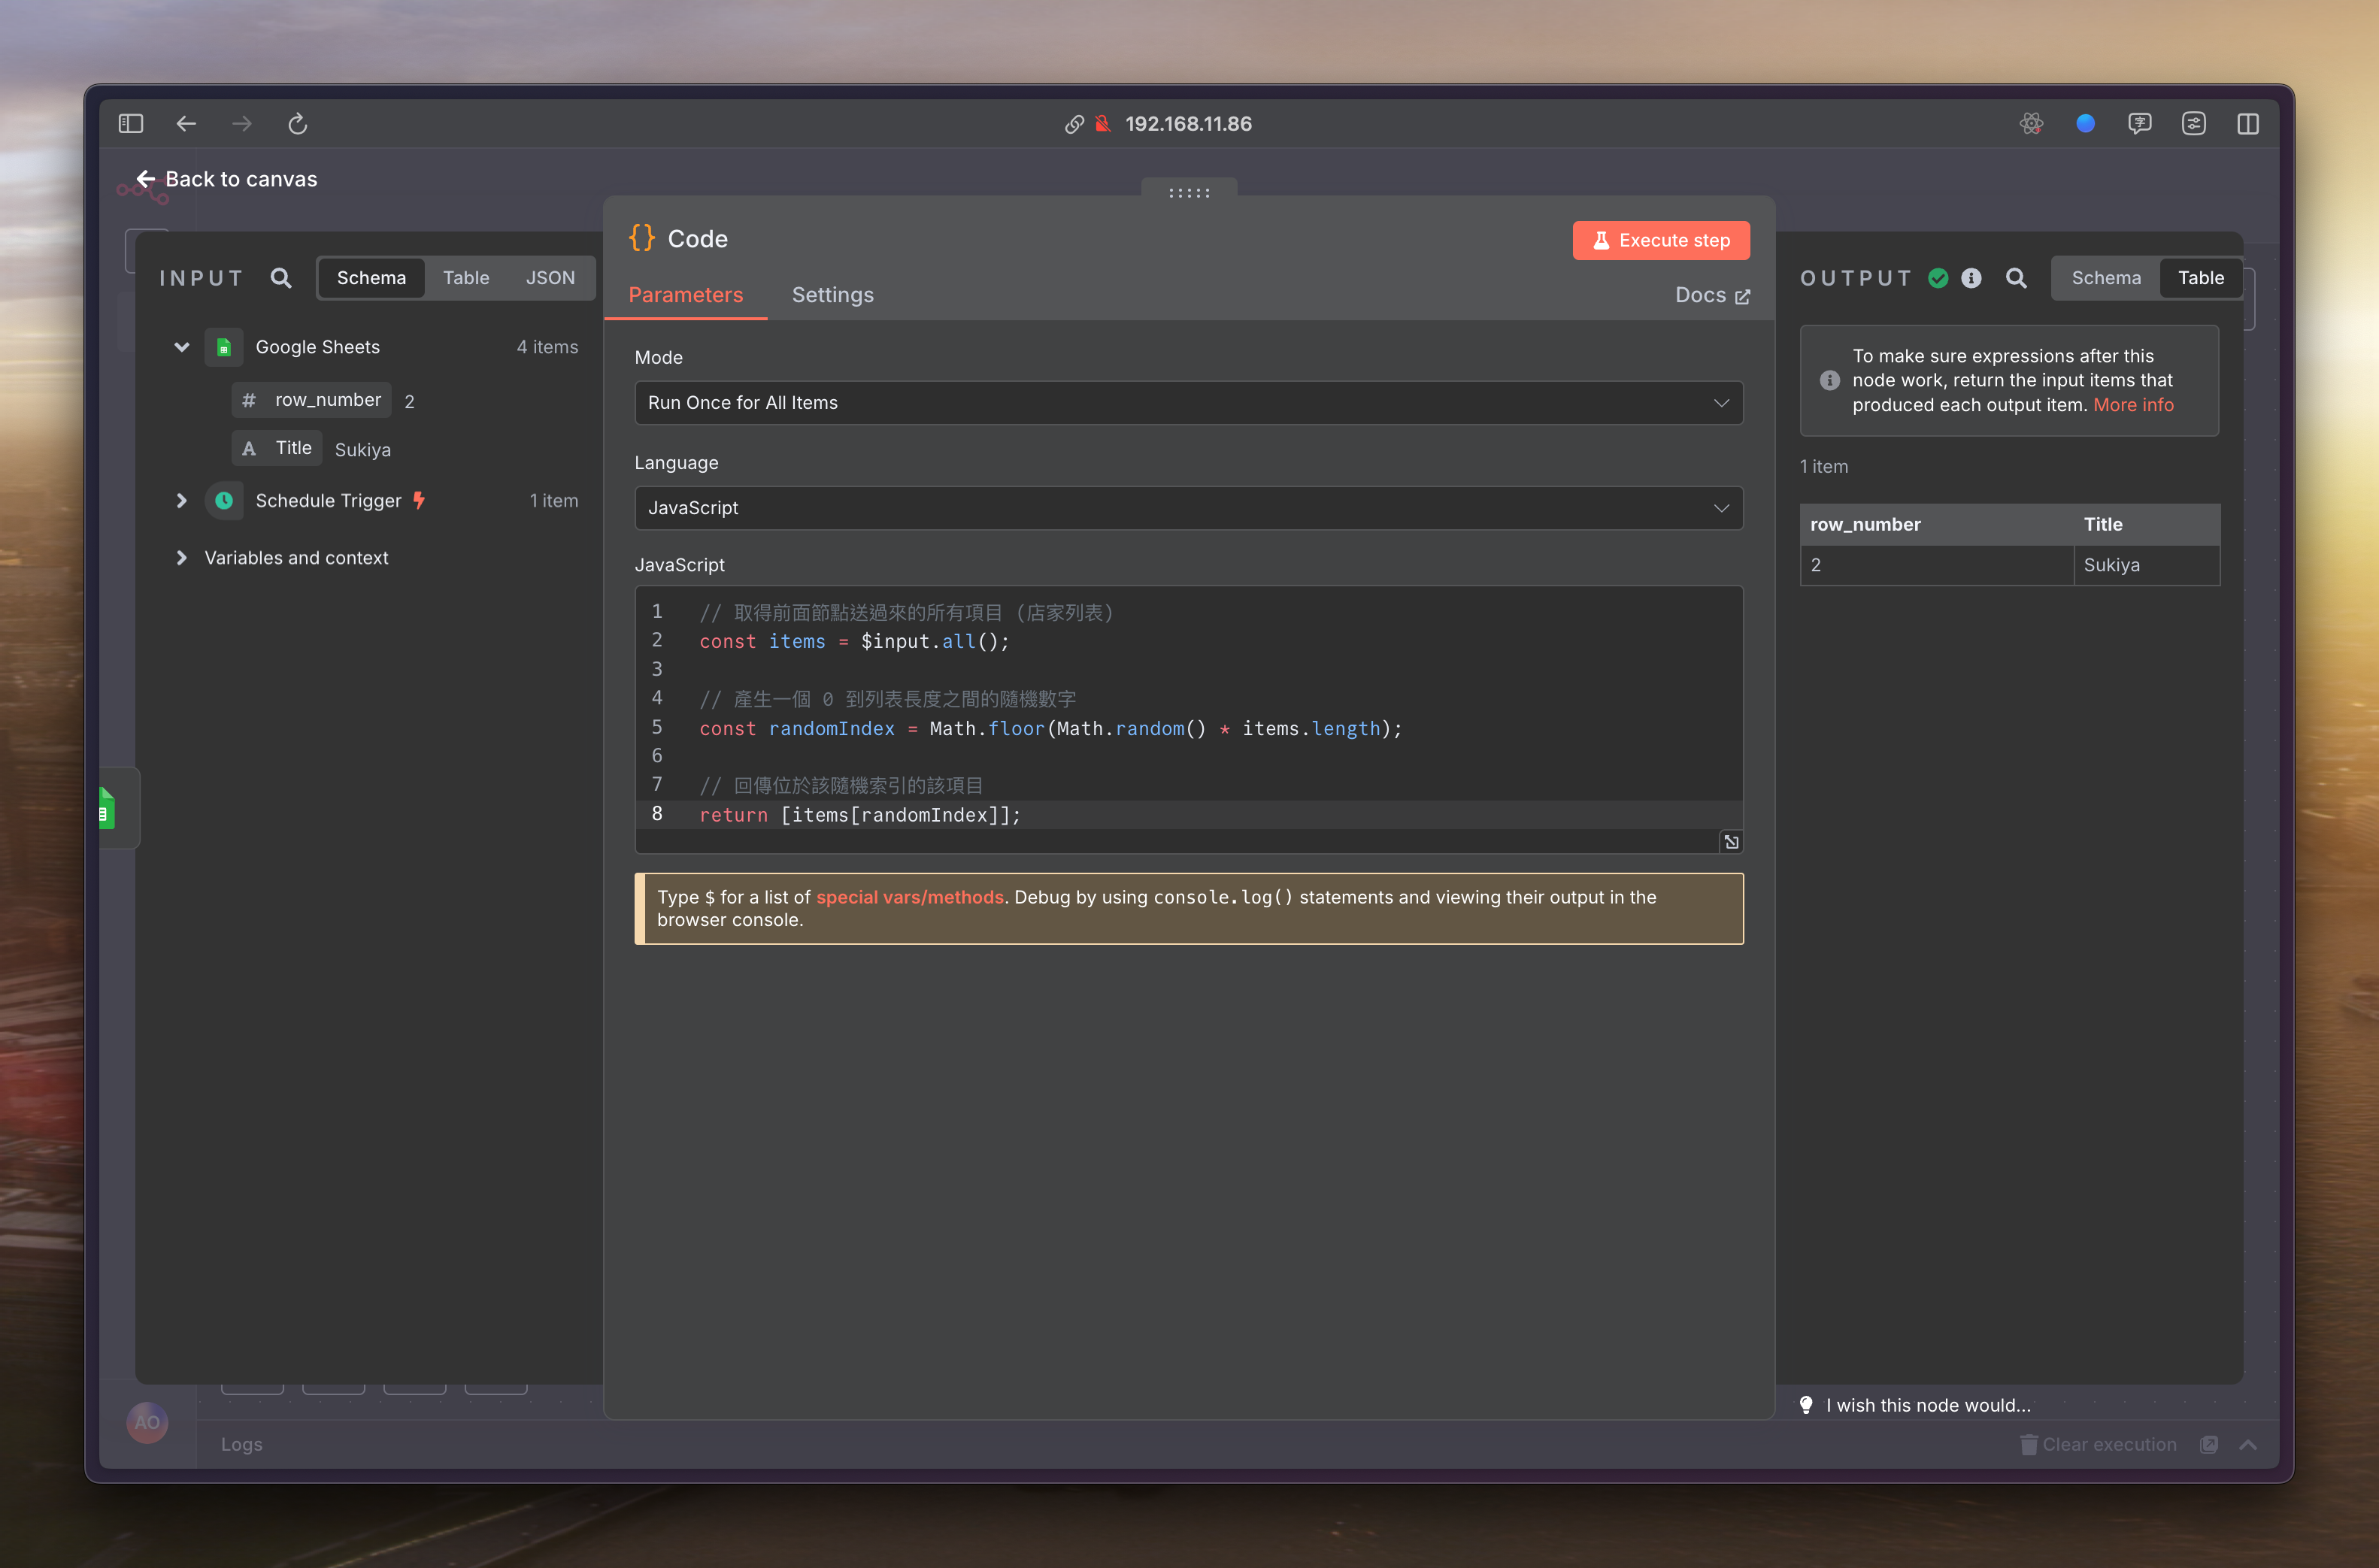 192.168.11.86
Back to canvas
INPUT
Schema
Table
JSON
Google Sheets
4 items
# row_number
2
A Title
Sukiya
Schedule Trigger
1 item
Variables and context
Code
Execute step
Parameters
Settings
Docs
Mode
Run Once for All Items
Language
JavaScript
JavaScript
1 // 取得前面節點送過來的所有項目 (店家列表)
2 const items = $input.all();
3
4 // 產生一個 0 到列表長度之間的隨機數字
5 const randomIndex = Math.floor(Math.random() * items.length);
6
7 // 回傳位於該隨機索引的該項目
8 return [items[randomIndex]];
Type $ for a list of special vars/methods. Debug by using console.log() statements and viewing their output in the
browser console.
OUTPUT
Schema
Table
To make sure expressions after this
node work, return the input items that
produced each output item. More info
1 item
row_number Title
2 Sukiya
I wish this node would...
AO
Logs
Clear execution